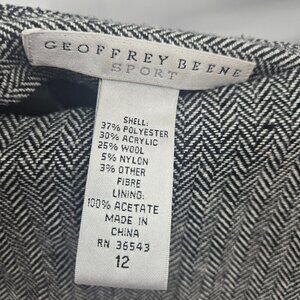 GEOFFREY BEENE
SPORT
SHELL:
37% POLYESTER
30% ACRYLIC
25% WOOL
5% NYLON
3% OTHER
FIBRE
LINING:
100% ACETATE
MADE IN
CHINA
RN 36543
12